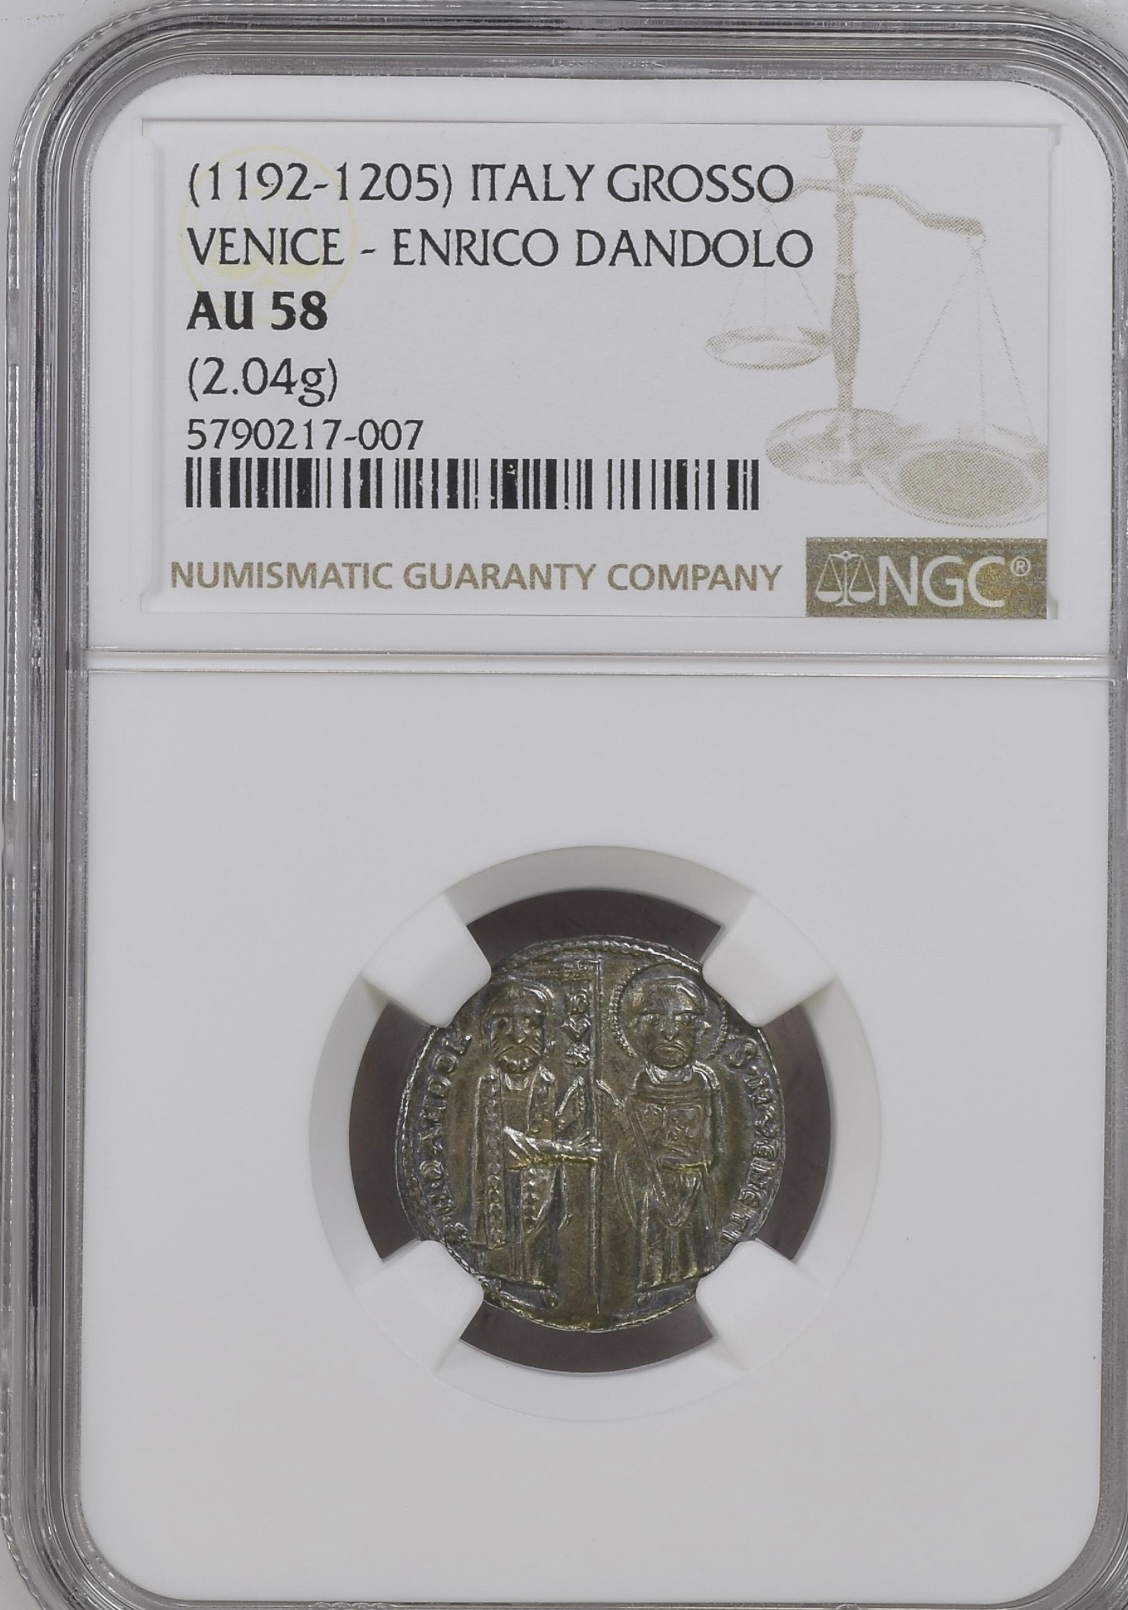 (1192-1205) ITALY GROSSO
VENICE - ENRICO DANDOLO
AU 58
(2.04g)
5790217-007
NUMISMATIC GUARANTY COMPANY
NGC®